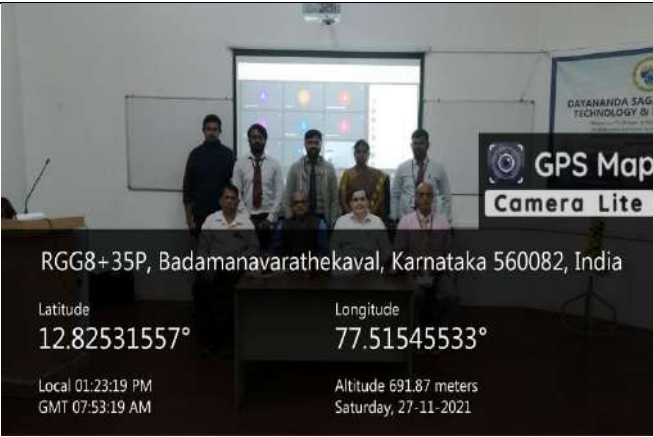 DAYANANDA SAG
TECHNOLOGY &
GPS Map
Camera Lite
RGG8+35P, Badamanavarathekaval, Karnataka 560082, India
Latitude
12.82531557°
Longitude
77.51545533°
Local 01:23:19 PM
GMT 07:53:19 AM
Altitude 691.87 meters
Saturday, 27-11-2021